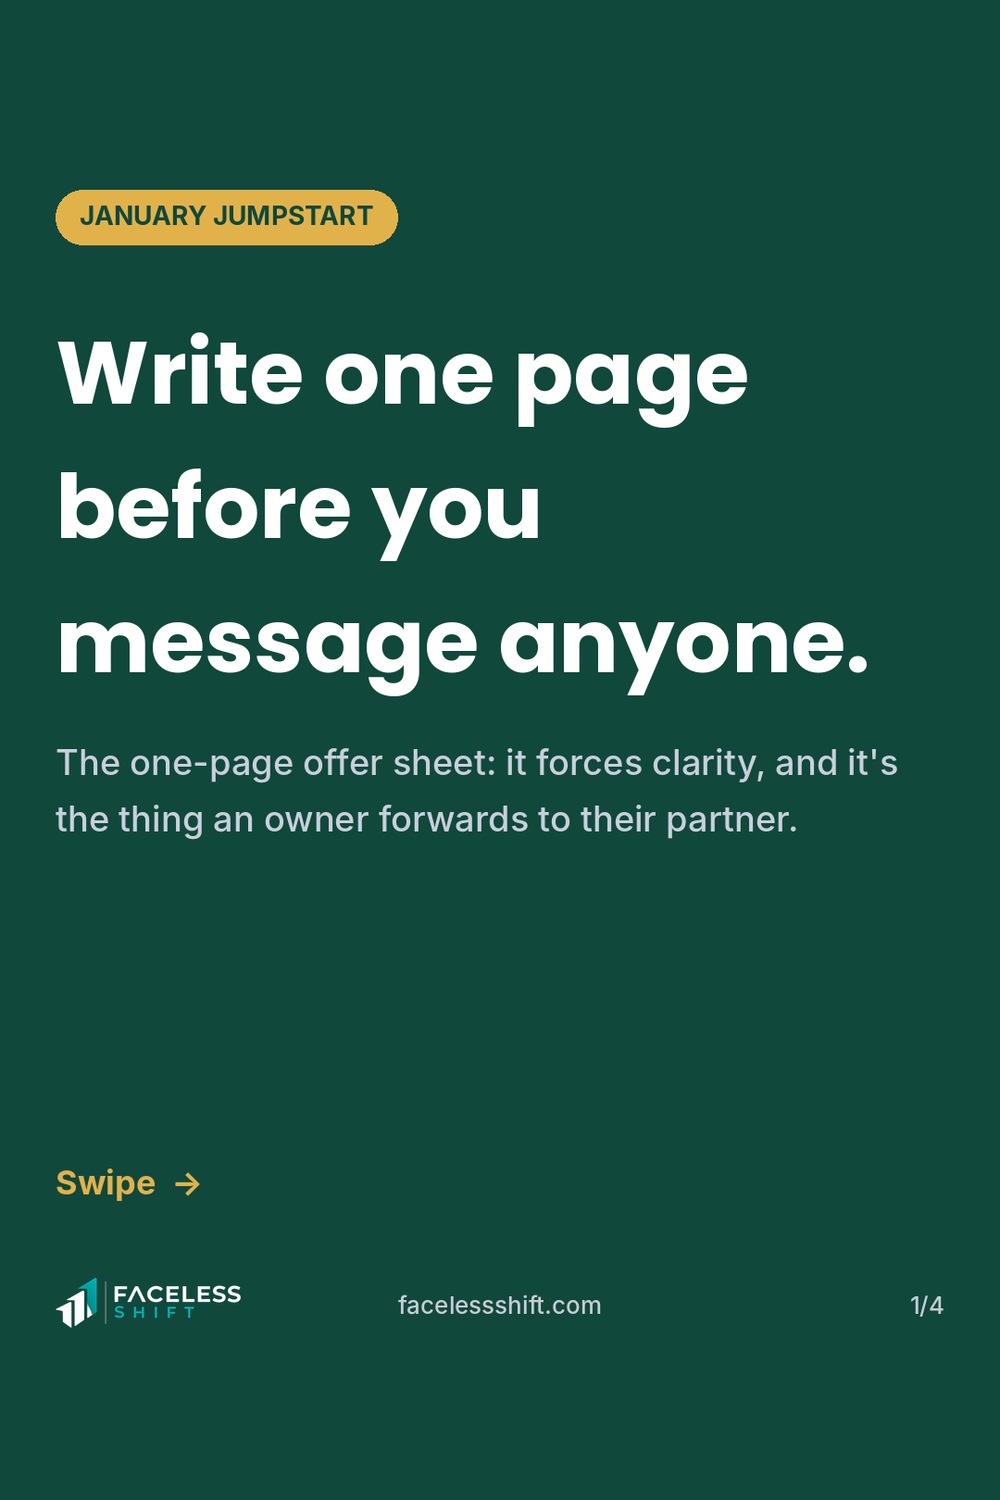 JANUARY JUMPSTART
Write one page
before you
message anyone.
The one-page offer sheet: it forces clarity, and it's
the thing an owner forwards to their partner.
Swipe →
FACELESS
SHIFT
facelessshift.com
1/4